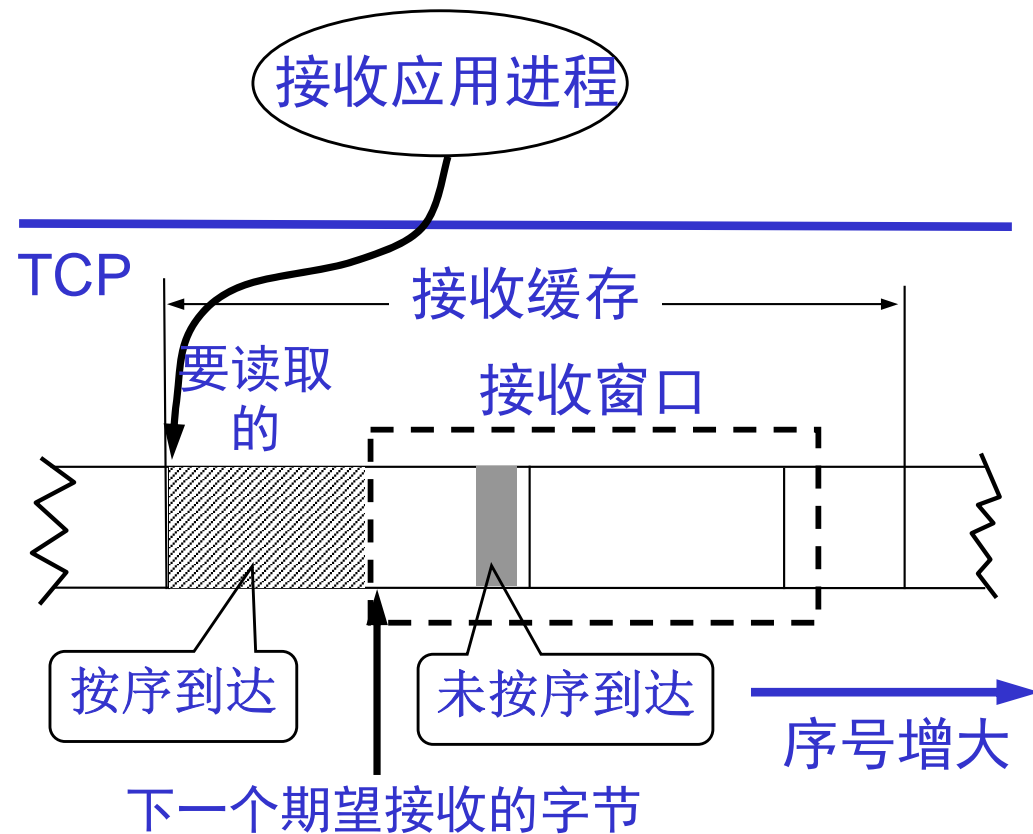 接收应用进程
TCP
接收缓存
要读取
的
接收窗口
按序到达
未按序到达
序号增大
下一个期望接收的字节